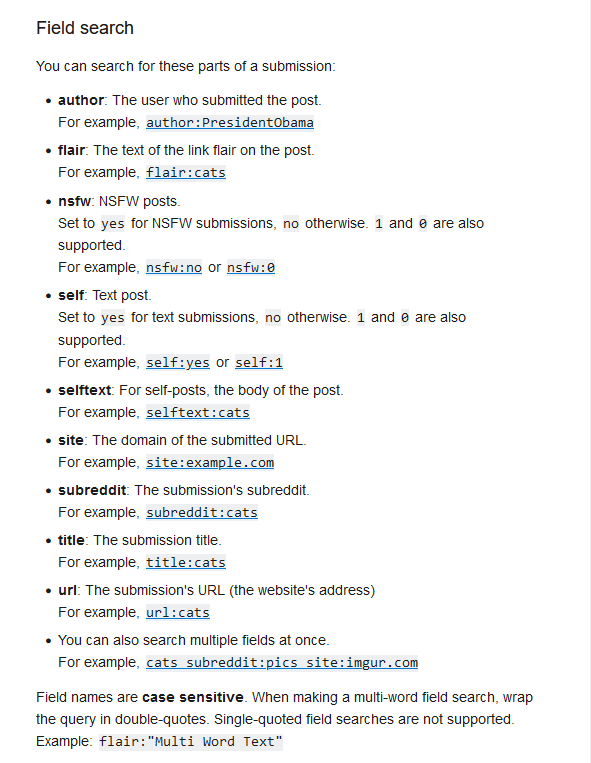 Field search
You can search for these parts of a submission:
• author: The user who submitted the post.
For example, author:PresidentObama
• flair: The text of the link flair on the post.
For example, flair:cats
• nsfw: NSFW posts.
Set to yes for NSFW submissions, no otherwise. 1 and 0 are also
supported.
For example, nsfw:no or nsfw:0
• self: Text post.
Set to yes for text submissions, no otherwise. 1 and 0 are also
supported.
For example, self:yes or self:1
• selftext: For self-posts, the body of the post.
For example, selftext:cats
• site: The domain of the submitted URL.
For example, site:example.com
• subreddit: The submission's subreddit.
For example, subreddit:cats
• title: The submission title.
For example, title:cats
• url: The submission's URL (the website's address)
For example, url:cats
• You can also search multiple fields at once.
For example, cats subreddit:pics site:imgur.com
Field names are case sensitive. When making a multi-word field search, wrap
the query in double-quotes. Single-quoted field searches are not supported.
Example: flair:"Multi Word Text"